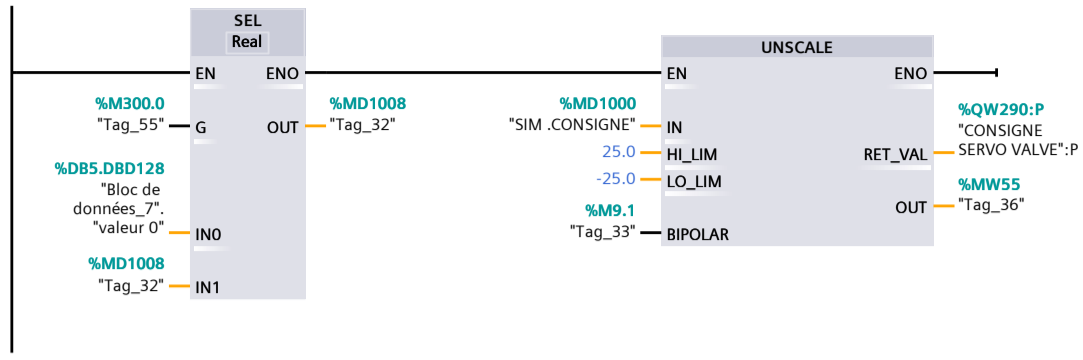 SEL
Real
EN ENO
%M300.0
"Tag_55"
G
OUT
%MD1008
"Tag_32"
%DB5.DBD128
"Bloc de
données_7".
"valeur 0"
IN0
%MD1008
"Tag_32"
IN1
UNSCALE
EN ENO
%MD1000
"SIM .CONSIGNE"
IN
25.0
HI_LIM
-25.0
LO_LIM
%M9.1
"Tag_33"
BIPOLAR
RET_VAL
%QW290:P
"CONSIGNE
SERVO VALVE":P
OUT
%MW55
"Tag_36"